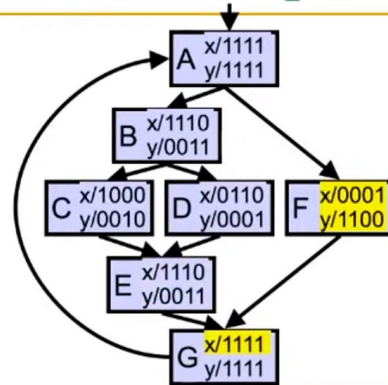 A x/1111
y/1111
B x/1110
y/0011
C x/1000
y/0010
D x/0110
y/0001
F x/0001
y/1100
E x/1110
y/0011
G x/1111
y/1111